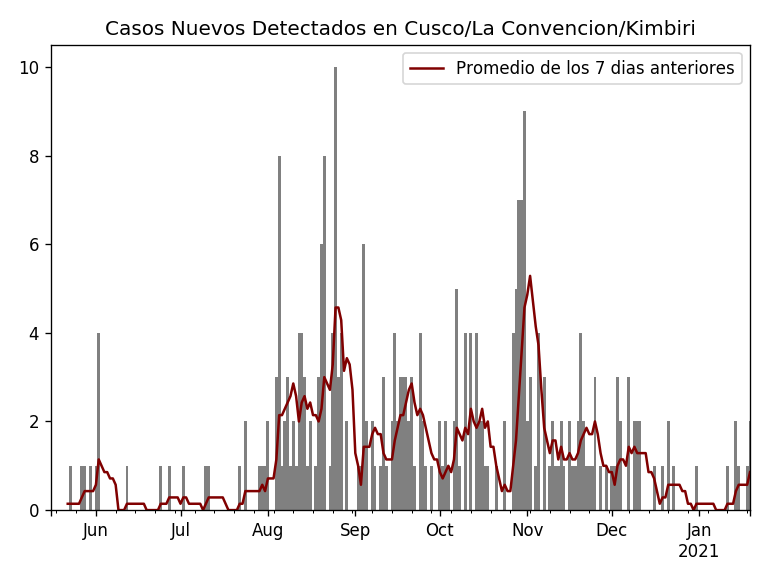 Casos Nuevos Detectados en Cusco/La Convencion/Kimbiri
Promedio de los 7 dias anteriores
10
8
6
4
2
0
Jun Jul Aug Sep Oct Nov Dec Jan
2021